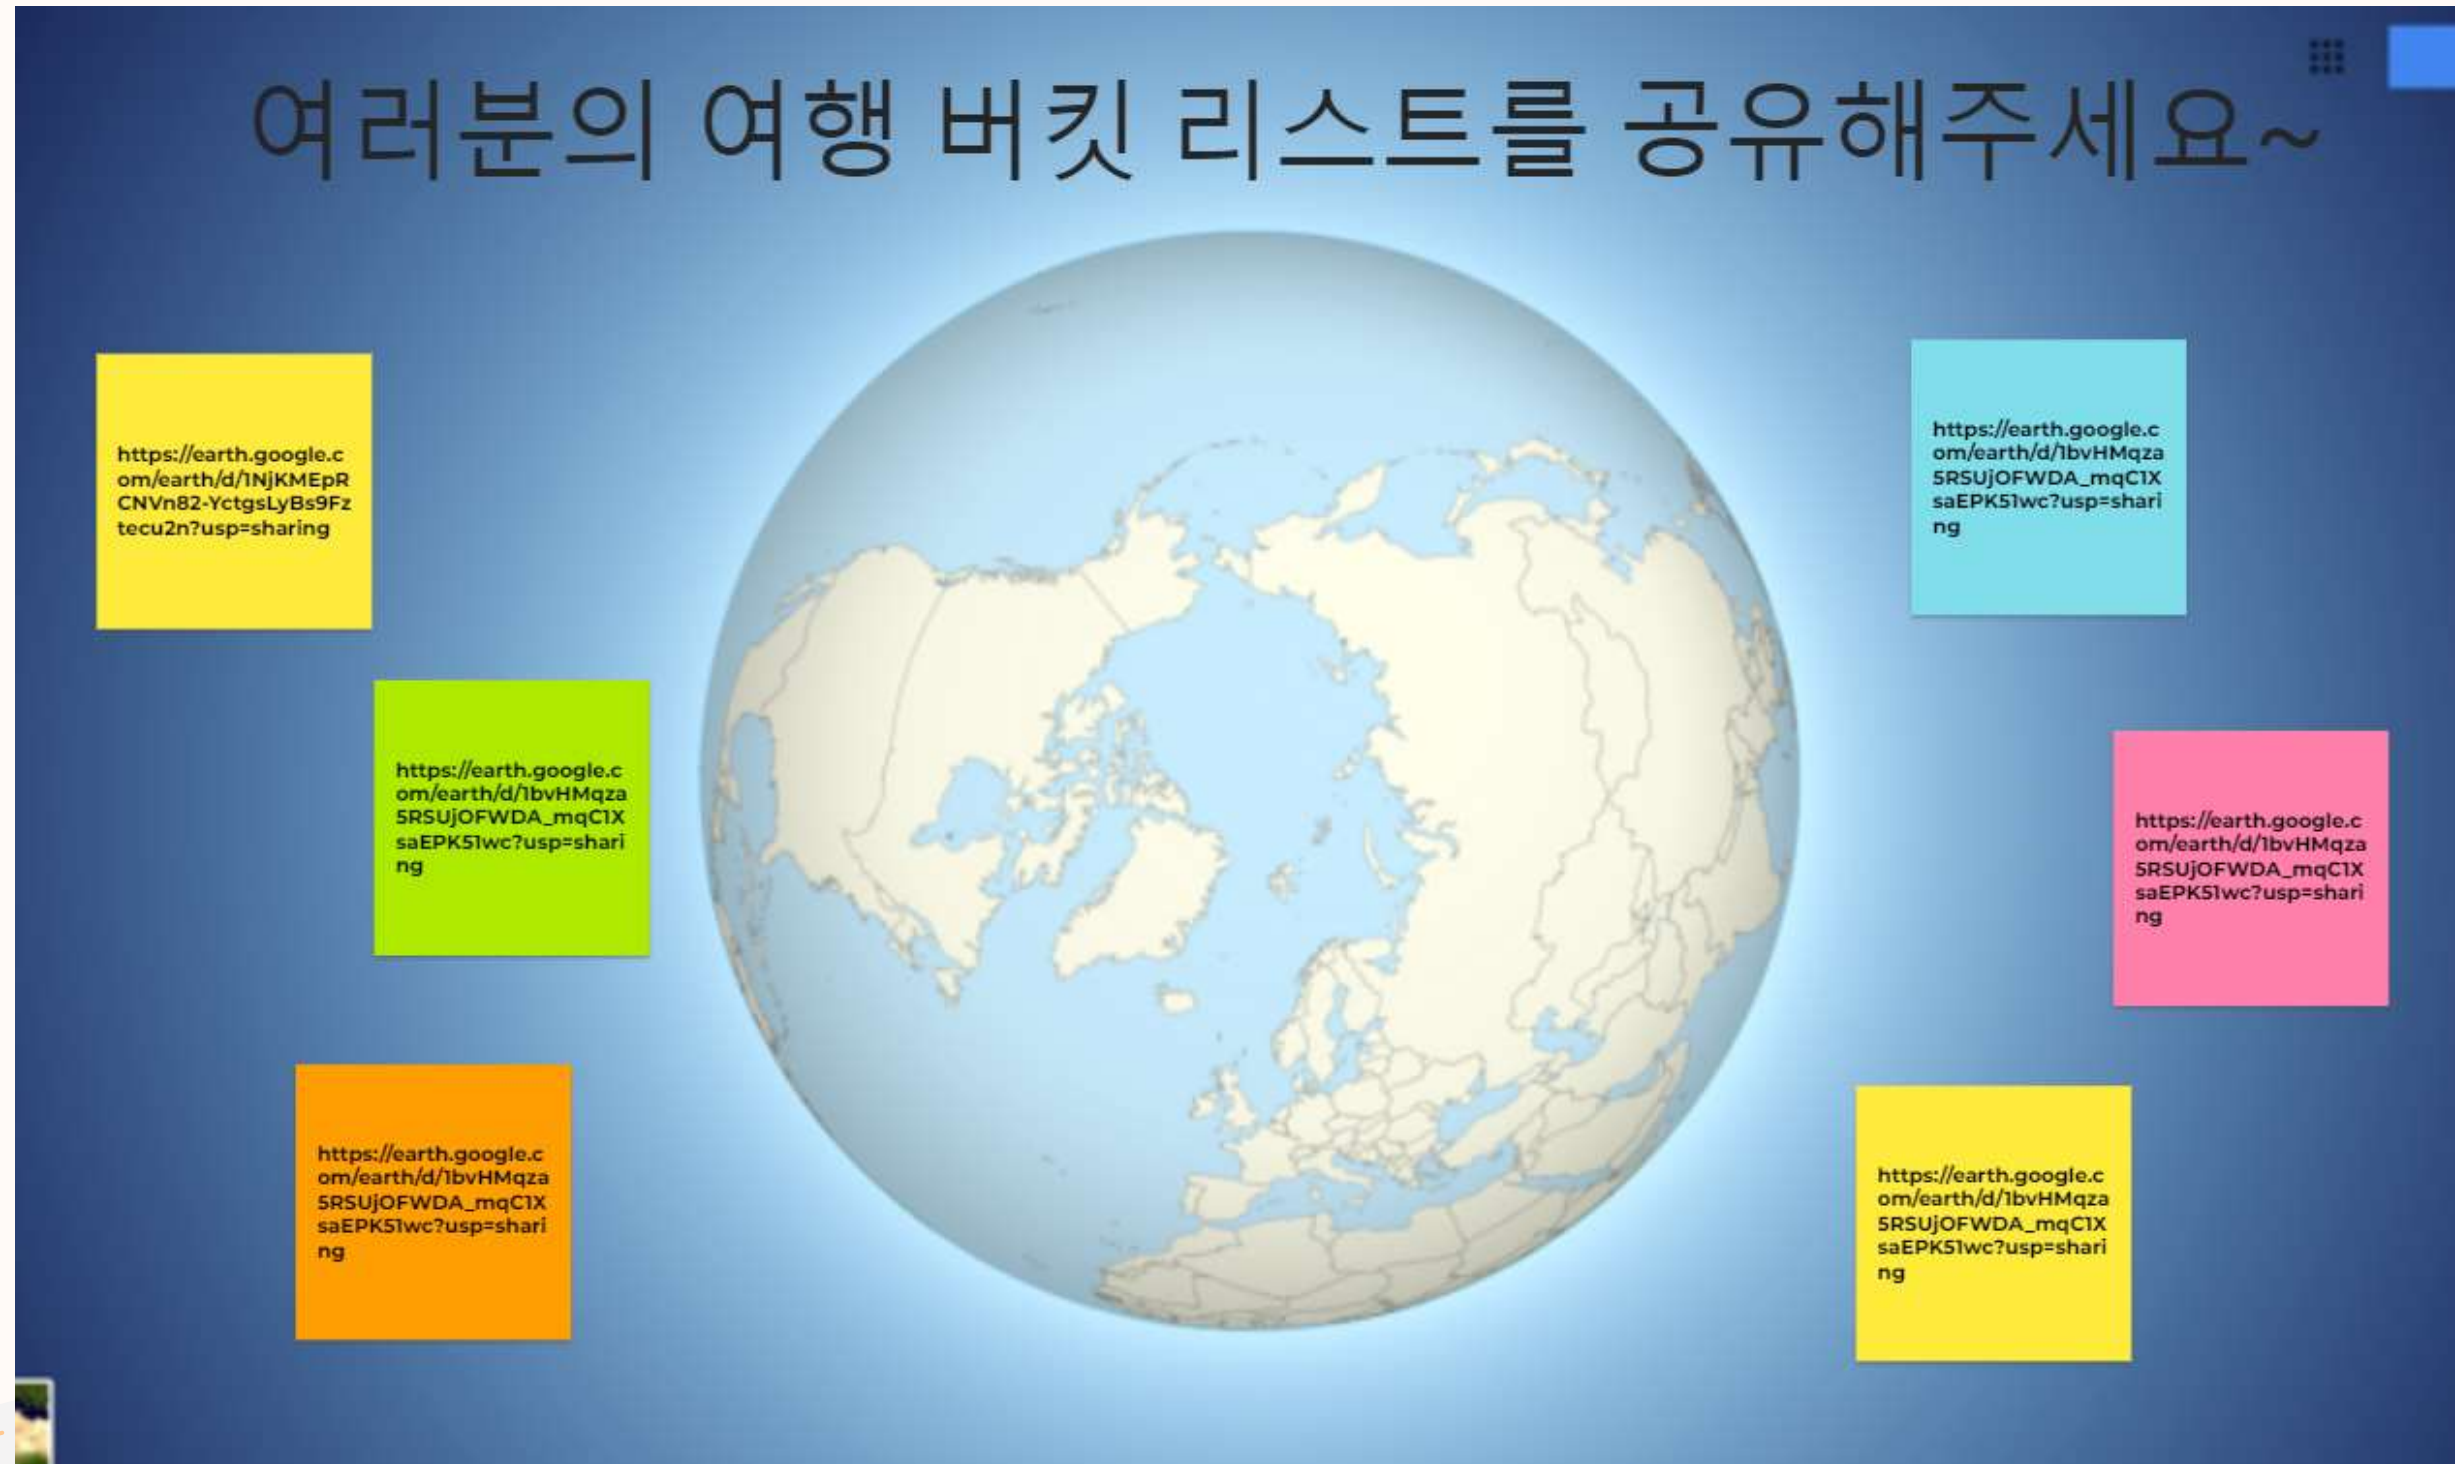 여러분의 여행 버킷 리스트를 공유해주세요~
https://earth.google.c
om/earth/d/1NjKMEpR
CNVn82-YctgsLyBs9Fz
tecu2n?usp=sharing
https://earth.google.c
om/earth/d/1bvHMqza
5RSUjOFWDA_mqC1X
saEPK51wc?usp=shari
ng
https://earth.google.c
om/earth/d/1bvHMqza
5RSUjOFWDA_mqC1X
saEPK51wc?usp=shari
ng
https://earth.google.c
om/earth/d/1bvHMqza
5RSUjOFWDA_mqC1X
saEPK51wc?usp=shari
ng
https://earth.google.c
om/earth/d/1bvHMqza
5RSUjOFWDA_mqC1X
saEPK51wc?usp=shari
ng
https://earth.google.c
om/earth/d/1bvHMqza
5RSUjOFWDA_mqC1X
saEPK51wc?usp=shari
ng